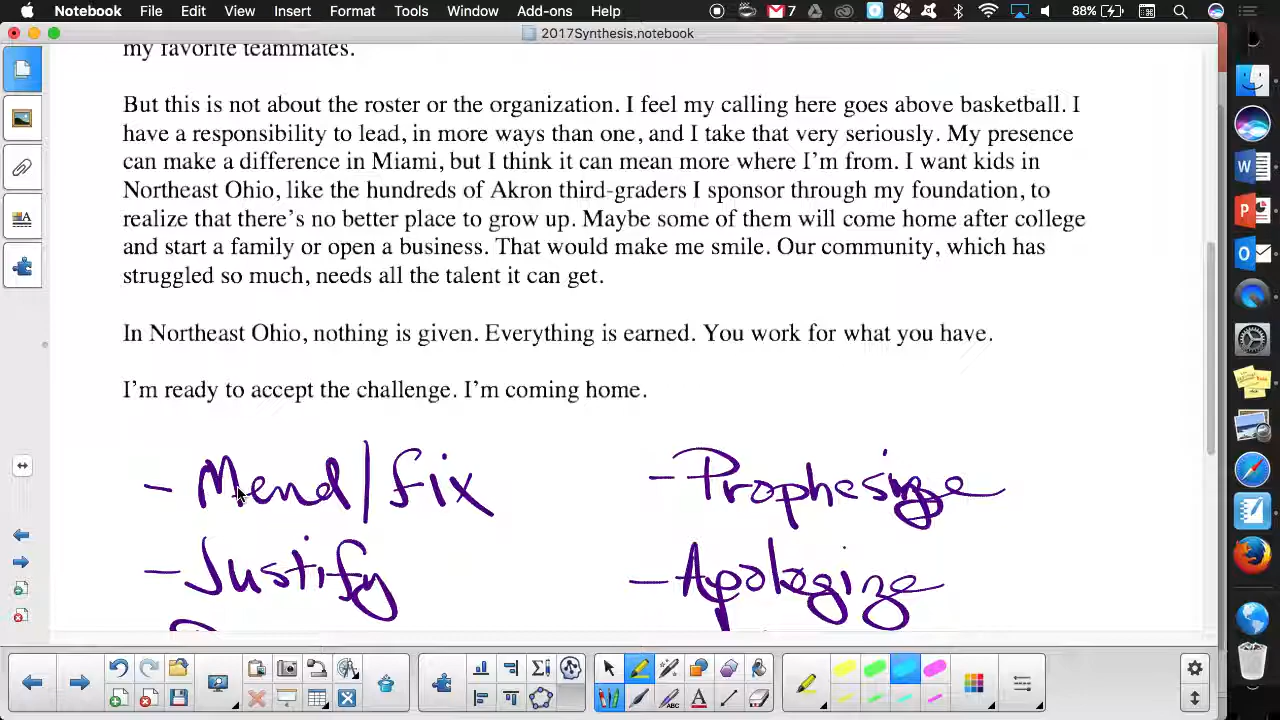 Notebook File Edit View Insert Format Tools Window Add-ons Help 7 88%
2017Synthesis.notebook
my favorite teammates.
But this is not about the roster or the organization. I feel my calling here goes above basketball. I
have a responsibility to lead, in more ways than one, and I take that very seriously. My presence
can make a difference in Miami, but I think it can mean more where I’m from. I want kids in
Northeast Ohio, like the hundreds of Akron third-graders I sponsor through my foundation, to
realize that there’s no better place to grow up. Maybe some of them will come home after college
and start a family or open a business. That would make me smile. Our community, which has
struggled so much, needs all the talent it can get.
In Northeast Ohio, nothing is given. Everything is earned. You work for what you have.
I’m ready to accept the challenge. I’m coming home.
- Mend/fix
- Prophesize
- Justify
- Apologize